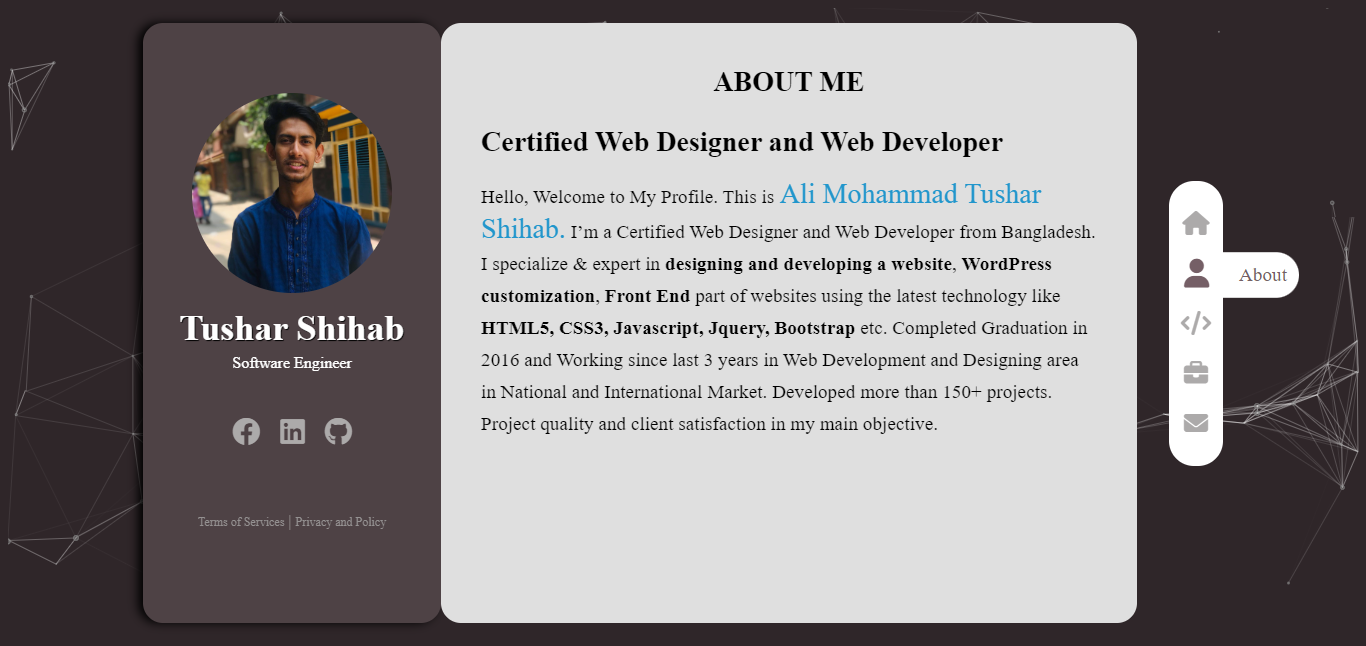 Tushar Shihab
Software Engineer
Terms of Services | Privacy and Policy
ABOUT ME
Certified Web Designer and Web Developer
Hello, Welcome to My Profile. This is Ali Mohammad Tushar
Shihab. I’m a Certified Web Designer and Web Developer from Bangladesh.
I specialize & expert in designing and developing a website, WordPress
customization, Front End part of websites using the latest technology like
HTML5, CSS3, Javascript, Jquery, Bootstrap etc. Completed Graduation in
2016 and Working since last 3 years in Web Development and Designing area
in National and International Market. Developed more than 150+ projects.
Project quality and client satisfaction in my main objective.
About